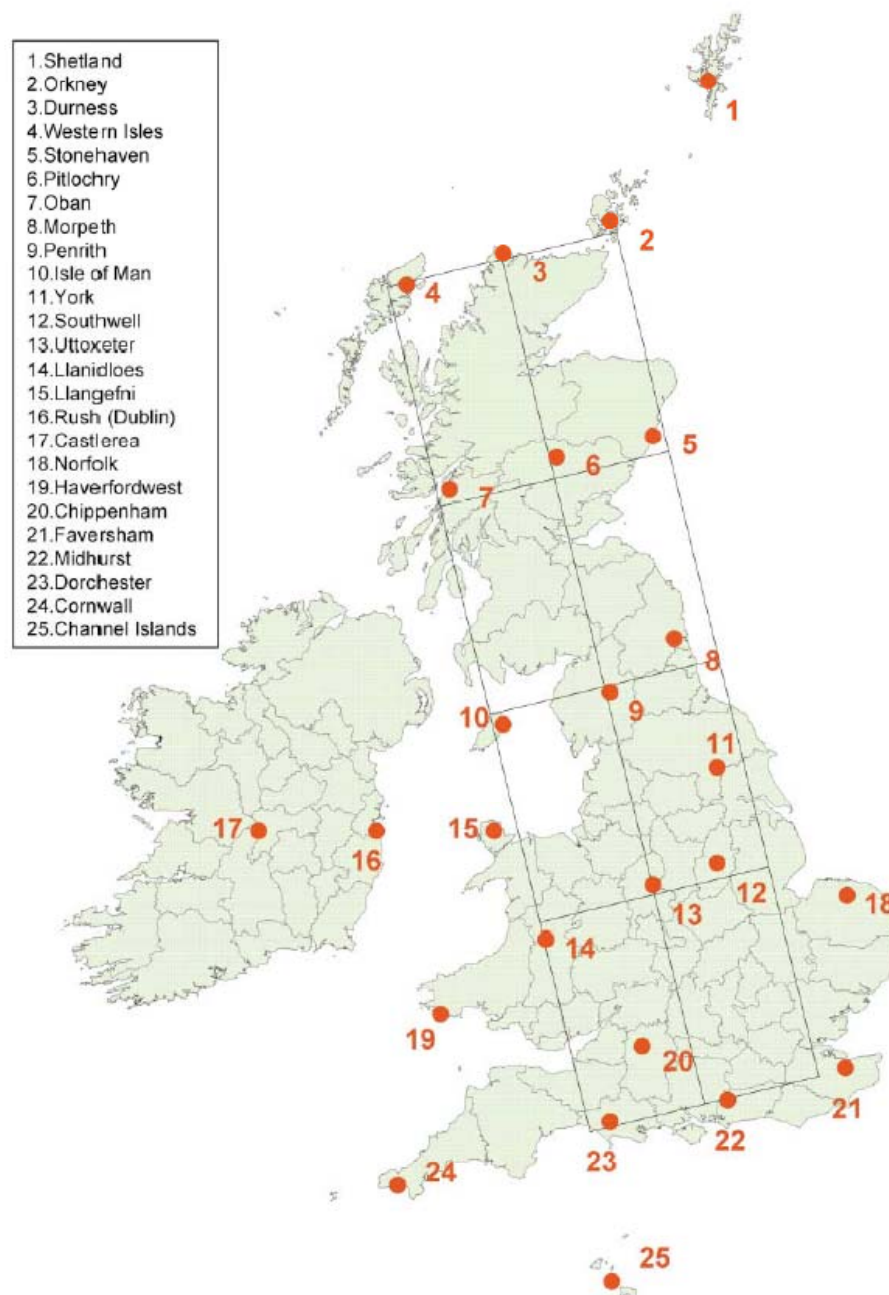 1.Shetland
2.Orkney
3.Durness
4.Western Isles
5.Stonehaven
6.Pitlochry
7.Oban
8.Morpeth
9.Penrith
10.Isle of Man
11.York
12.Southwell
13.Uttoxeter
14.Llanidloes
15.Llangefni
16.Rush (Dublin)
17.Castlerea
18.Norfolk
19.Haverfordwest
20.Chippenham
21.Faversham
22.Midhurst
23.Dorchester
24.Cornwall
25.Channel Islands
1
2
3
4
5
6
7
8
9
10
11
15
17
16
12
13
18
14
19
20
21
22
23
24
25